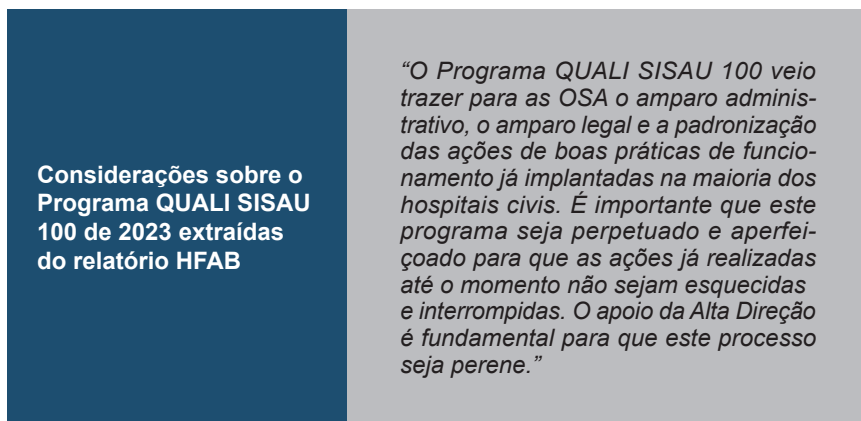 Considerações sobre o
Programa QUALI SISAU
100 de 2023 extraídas
do relatório HFAB
“O Programa QUALI SISAU 100 veio
trazer para as OSA o amparo adminis-
trativo, o amparo legal e a padronização
das ações de boas práticas de funcio-
namento já implantadas na maioria dos
hospitais civis. É importante que este
programa seja perpetuado e aperfei-
çoado para que as ações já realizadas
até o momento não sejam esquecidas
e interrompidas. O apoio da Alta Direção
é fundamental para que este processo
seja perene.”